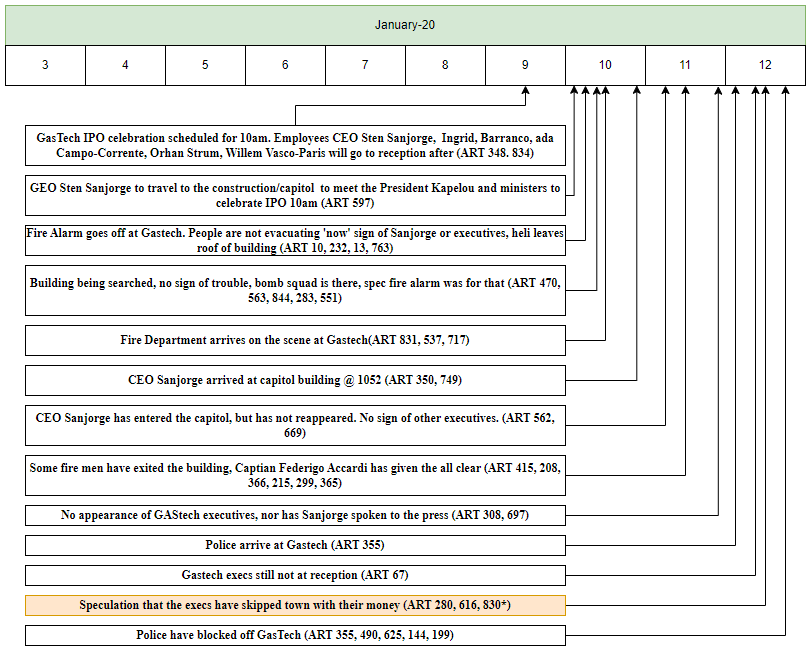 January-20
3 4 5 6 7 8 9 10 11 12
GasTech IPO celebration scheduled for 10am. Employees CEO Sten Sanjorge, Ingrid, Barranco, ada
Campo-Corrente, Orhan Strum, Willem Vasco-Paris will go to reception after (ART 348. 834)
GEO Sten Sanjorge to travel to the construction/capitol to meet the President Kapelou and ministers to
celebrate IPO 10am (ART 597)
Fire Alarm goes off at Gastech. People are not evacuating 'now' sign of Sanjorge or executives, heli leaves
roof of building (ART 10, 232, 13, 763)
Building being searched, no sign of trouble, bomb squad is there, spec fire alarm was for that (ART 470,
563, 844, 283, 551)
Fire Department arrives on the scene at Gastech(ART 831, 537, 717)
CEO Sanjorge arrived at capitol building @ 1052 (ART 350, 749)
CEO Sanjorge has entered the capitol, but has not reappeared. No sign of other executives. (ART 562,
669)
Some fire men have exited the building, Captian Federigo Accardi has given the all clear (ART 415, 208,
366, 215, 299, 365)
No appearance of GAStech executives, nor has Sanjorge spoken to the press (ART 308, 697)
Police arrive at Gastech (ART 355)
Gastech execs still not at reception (ART 67)
Speculation that the execs have skipped town with their money (ART 280, 616, 830*)
Police have blocked off GasTech (ART 355, 490, 625, 144, 199)